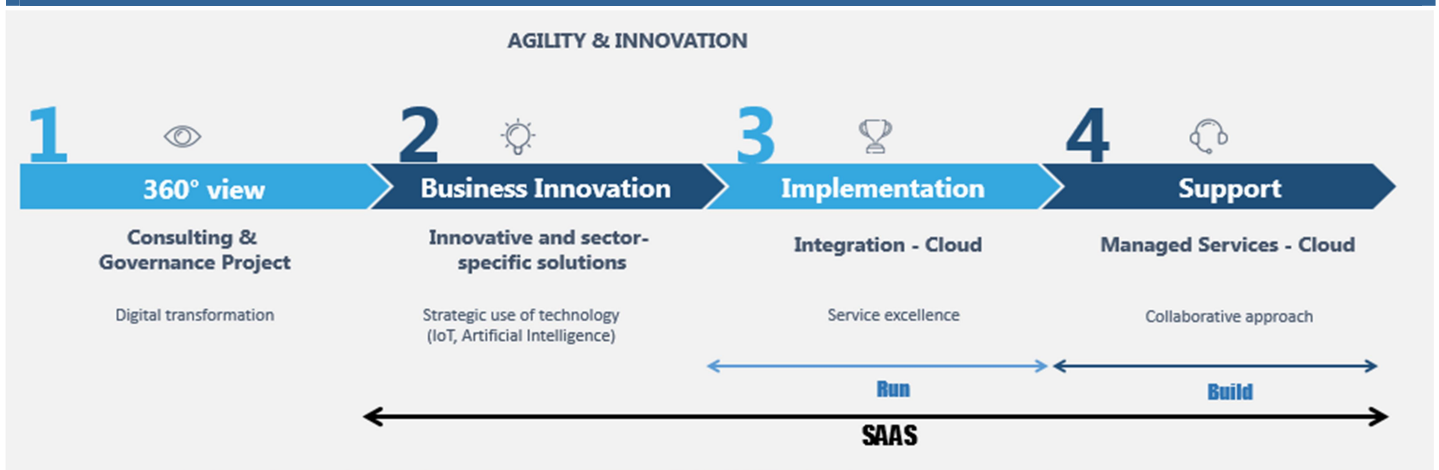 AGILITY & INNOVATION
1
2
3
4
360° view
Business Innovation
Implementation
Support
Consulting &
Governance Project
Innovative and sector-
specific solutions
Integration - Cloud
Managed Services - Cloud
Digital transformation
Strategic use of technology
(IoT, Artificial Intelligence)
Service excellence
Collaborative approach
Run
Build
SAAS